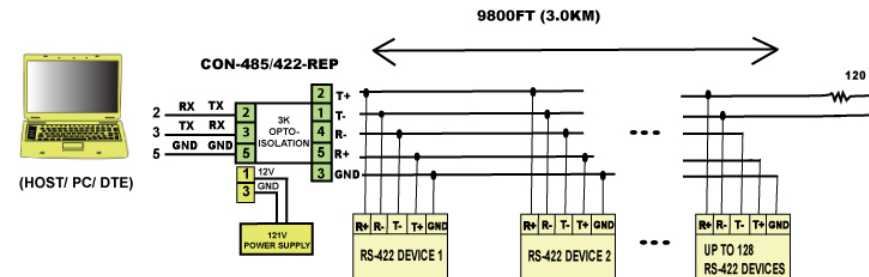 9800FT (3.0KM)
CON-485/422-REP
120
2 RX TX 2
3 TX RX 3
5 GND GND 5
3K
OPTO-
ISOLATION
2 T+
1 T-
4 R-
5 R+
3 GND
1 12V
3 GND
(HOST/ PC/ DTE)
121V
POWER SUPPLY
R+ R- T- T+ GND
RS-422 DEVICE 1
R+ R- T- T+ GND
RS-422 DEVICE 2
R+ R- T- T+ GND
UP TO 128
RS-422 DEVICES